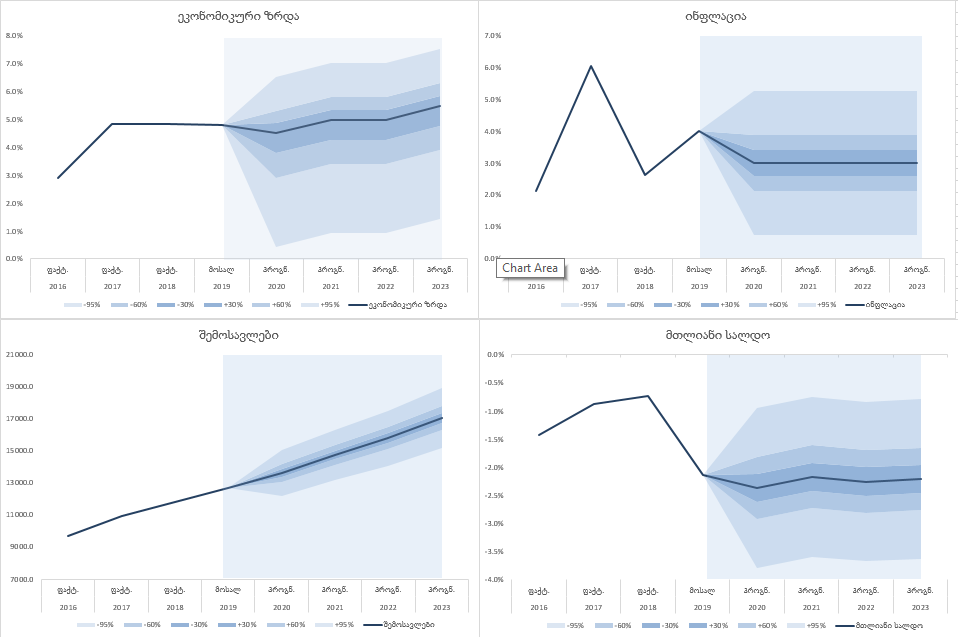 ეკონომიკური ზრდა
8.0%
7.0%
6.0%
5.0%
4.0%
3.0%
2.0%
1.0%
0.0%
ფაქტ. ფაქტ. ფაქტ. მოსალ პროგნ. პროგნ. პროგნ. პროგნ.
2016 2017 2018 2019 2020 2021 2022 2023
-95% -60% -30% +30% +60% +95% ეკონომიკური ზრდა
ინფლაცია
7.0%
6.0%
5.0%
4.0%
3.0%
2.0%
1.0%
Chart Area
ფაქტ. ფაქტ. მოსალ პროგნ. პროგნ. პროგნ. პროგნ.
2016 2017 2018 2019 2020 2021 2022 2023
-95% -60% -30% +30% +60% +95% ინფლაცია
შემოსავლები
21000.0
19000.0
17000.0
15000.0
13000.0
11000.0
9000.0
7000.0
ფაქტ. ფაქტ. ფაქტ. მოსალ პროგნ. პროგნ. პროგნ. პროგნ.
2016 2017 2018 2019 2020 2021 2022 2023
-95% -60% -30% +30% +60% +95% შემოსავლები
მთლიანი სალდო
0.0%
-0.5%
-1.0%
-1.5%
-2.0%
-2.5%
-3.0%
-3.5%
-4.0%
ფაქტ. ფაქტ. ფაქტ. მოსალ პროგნ. პროგნ. პროგნ. პროგნ.
2016 2017 2018 2019 2020 2021 2022 2023
-95% -60% -30% +30% +60% +95% მთლიანი სალდო